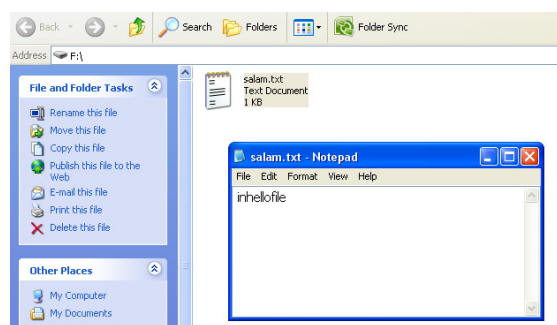 Back
Search
Folders
Folder Sync
Address F:\
File and Folder Tasks
Rename this file
Move this file
Copy this file
Publish this file to the
Web
E-mail this file
Print this file
Delete this file
Other Places
My Computer
My Documents
salam.txt
Text Document
1 KB
salam.txt - Notepad
File Edit Format View Help
inhellofile